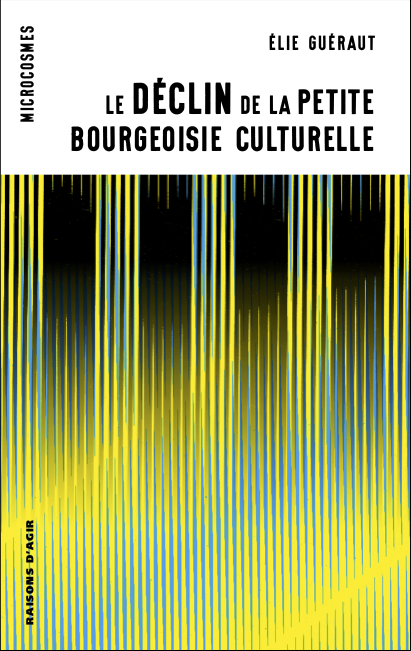 MICROCOSMES
ÉLIE GUÉRAUT
LE DÉCLIN DE LA PETITE
BOURGEOISIE CULTURELLE
RAISONS D'AGIR